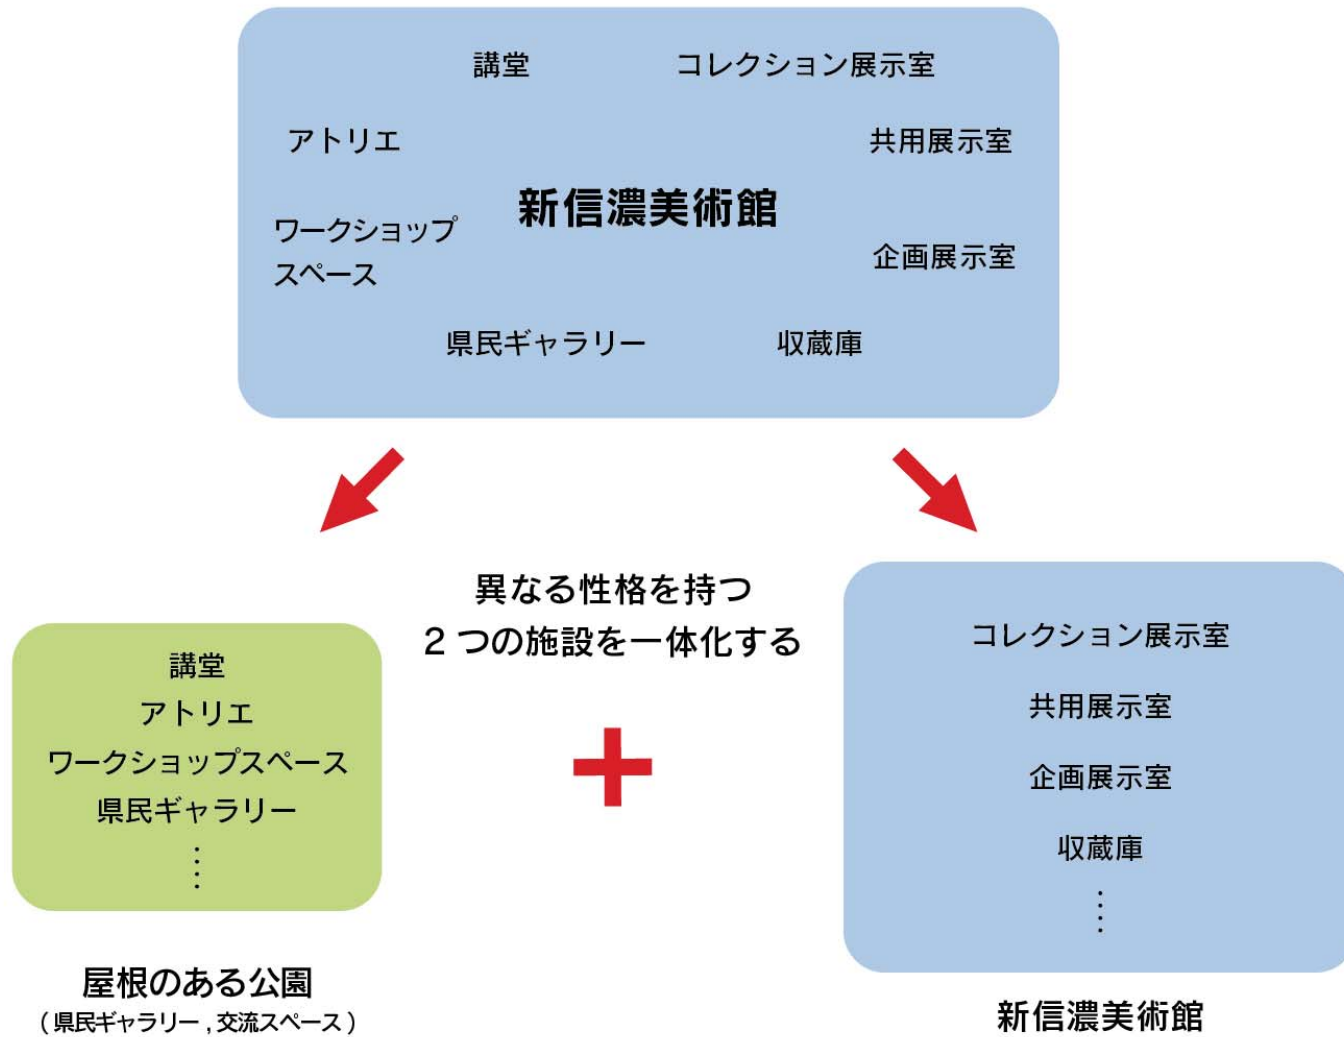 講堂
コレクション展示室
アトリエ
共用展示室
新信濃美術館
ワークショップ
スペース
企画展示室
県民ギャラリー
収蔵庫
異なる性格を持つ
2 つの施設を一体化する
講堂
アトリエ
ワークショップスペース
県民ギャラリー
⋮
屋根のある公園
( 県民ギャラリー , 交流スペース )
コレクション展示室
共用展示室
企画展示室
収蔵庫
⋮
新信濃美術館